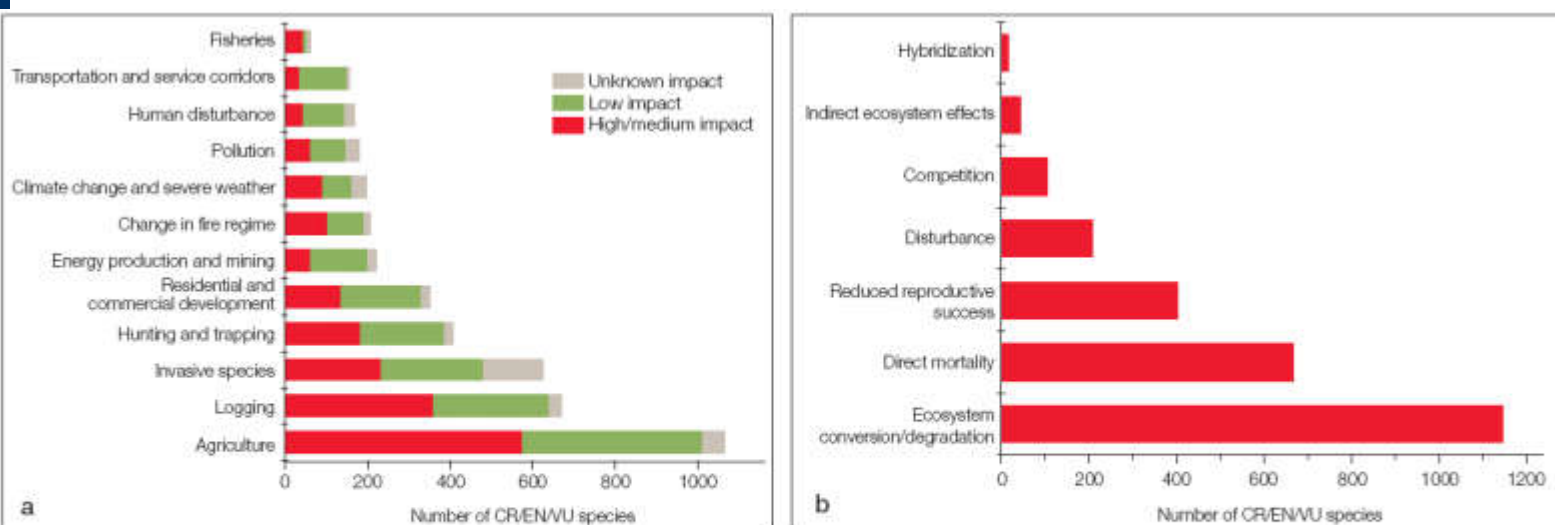 Fisheries
Transportation and service corridors
Human disturbance
Pollution
Climate change and severe weather
Change in fire regime
Energy production and mining
Residential and
commercial development
Hunting and trapping
Invasive species
Logging
Agriculture
Unknown impact
Low impact
High/medium impact
0 200 400 600 800 1000
a
Number of CR/EN/VU species
Hybridization
Indirect ecosystem effects
Competition
Disturbance
Reduced reproductive
success
Direct mortality
Ecosystem
conversion/degradation
0 200 400 600 800 1000 1200
b
Number of CR/EN/VU species